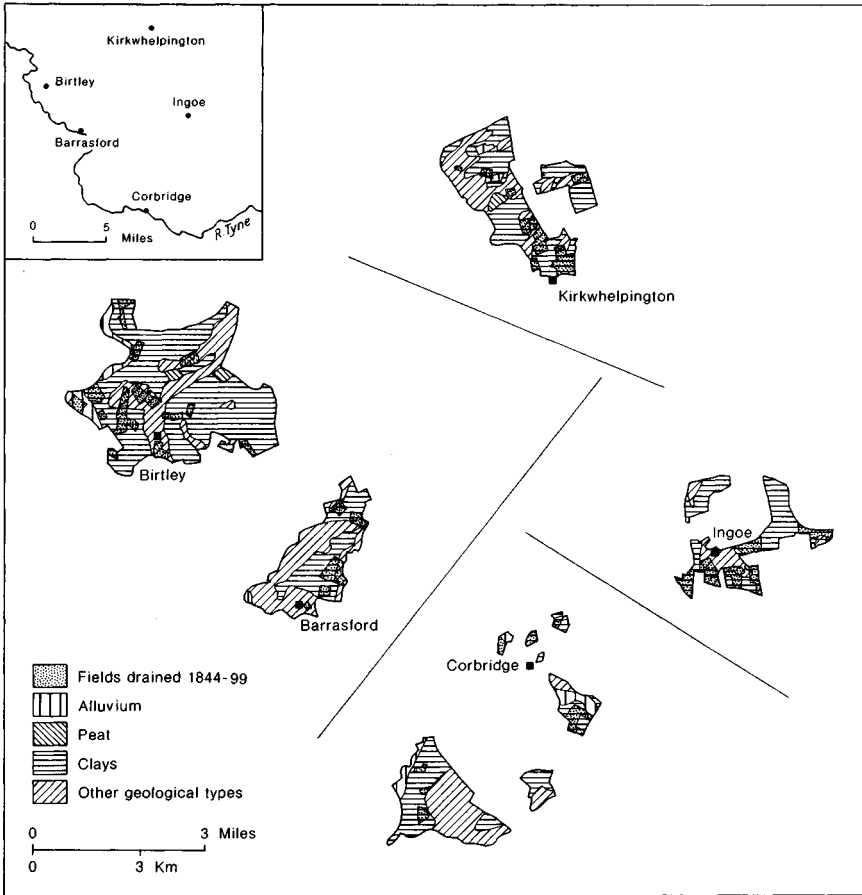 Kirkwhelpington
Birtley
Ingoe
Barrasford
Corbridge
0 5
Miles
R. Tyne
Kirkwhelpington
Birtley
Ingoe
Barrasford
Corbridge
Fields drained 1844-99
Alluvium
Peat
Clays
Other geological types
0 3 Miles
0 3 Km